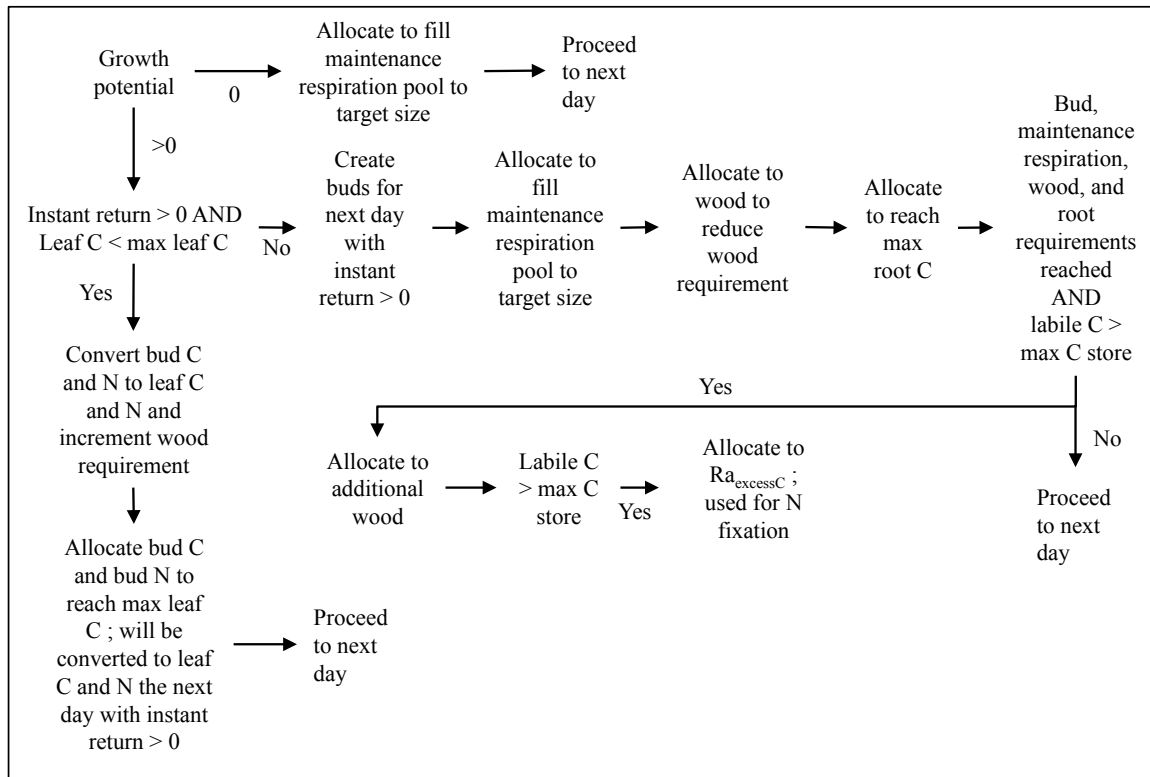 Growth
potential
0
Allocate to fill
maintenance
respiration pool to
target size
Proceed
to next
day
>0
Instant return > 0 AND
Leaf C < max leaf C
No
Create
buds for
next day
with
instant
return > 0
Allocate to
fill
maintenance
respiration
pool to
target size
Allocate to
wood to
reduce
wood
requirement
Allocate
to reach
max
root C
Bud,
maintenance
respiration,
wood, and
root
requirements
reached
AND
labile C >
max C store
Yes
Convert bud C
and N to leaf C
and N and
increment wood
requirement
Allocate bud C
and bud N to
reach max leaf
C ; will be
converted to leaf
C and N the next
day with instant
return > 0
Proceed
to next
day
Yes
Allocate to
additional
wood
Labile C
> max C
store
Yes
Allocate to
RaexcessC ;
used for N
fixation
No
Proceed
to next
day